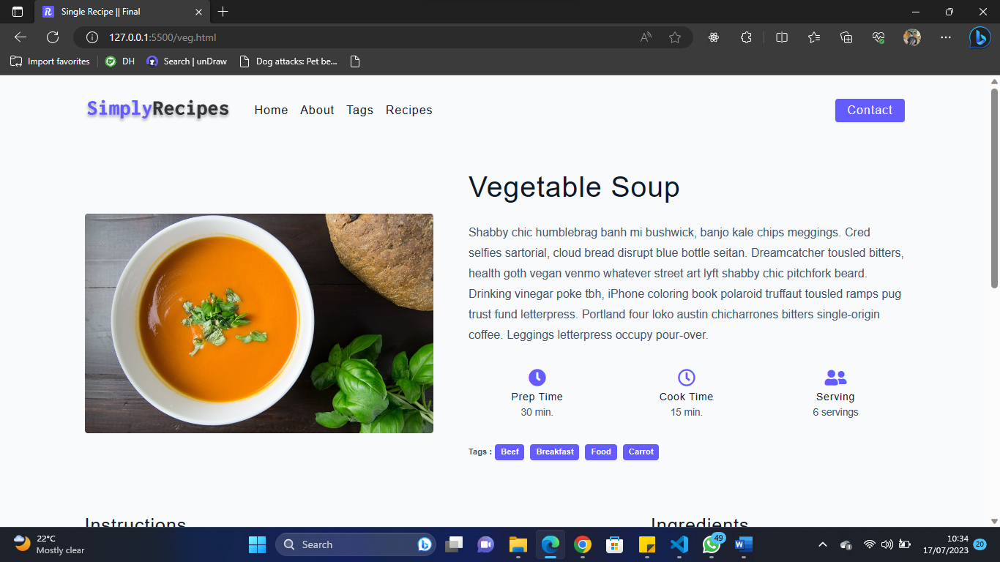 Single Recipe || Final
127.0.0.1:5500/veg.html
Import favorites
DH
Search | unDraw
Dog attacks: Pet be...
SimplyRecipes
Home
About
Tags
Recipes
Contact
Vegetable Soup
Shabby chic humblebrag banh mi bushwick, banjo kale chips meggings. Cred
selfies sartorial, cloud bread disrupt blue bottle seitan. Dreamcatcher tousled bitters,
health goth vegan venmo whatever street art lyft shabby chic pitchfork beard.
Drinking vinegar poke tbh, iPhone coloring book polaroid truffaut tousled ramps pug
trust fund letterpress. Portland four loko austin chicharrones bitters single-origin
coffee. Leggings letterpress occupy pour-over.
Prep Time
30 min.
Cook Time
15 min.
Serving
6 servings
Tags : Beef Breakfast Food Carrot
Instructions
Ingredients
22°C
Mostly clear
Search
49
10:34
17/07/2023
20